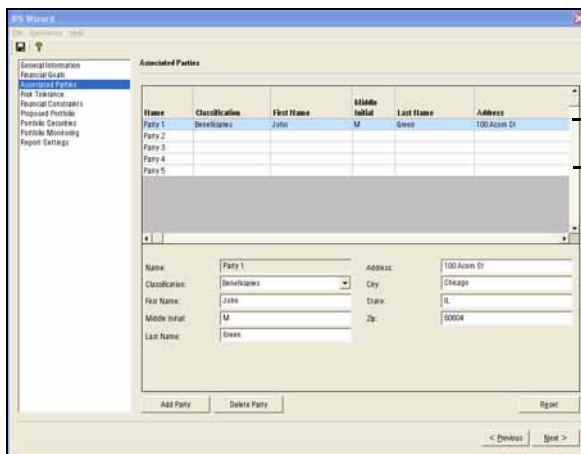 IPS Wizard
File Resources Help
General Information
Financial Goals
Associated Parties
Risk Tolerance
Financial Constraints
Proposed Portfolio
Portfolio Securities
Portfolio Monitoring
Report Settings
Associated Parties
Name Classification First Name Middle Initial Last Name Address
Party 1 Beneficiaries John M Green 100 Acorn St
Party 2
Party 3
Party 4
Party 5
Name: Party 1 Address: 100 Acorn St
Classification: Beneficiaries City: Chicago
First Name: John State: IL
Middle Initial: M Zip: 60604
Last Name: Green
Add Party Delete Party Reset
< Previous Next >